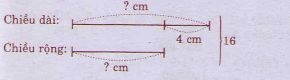 ? cm
Chiều dài:
4 cm
16
Chiều rộng:
? cm